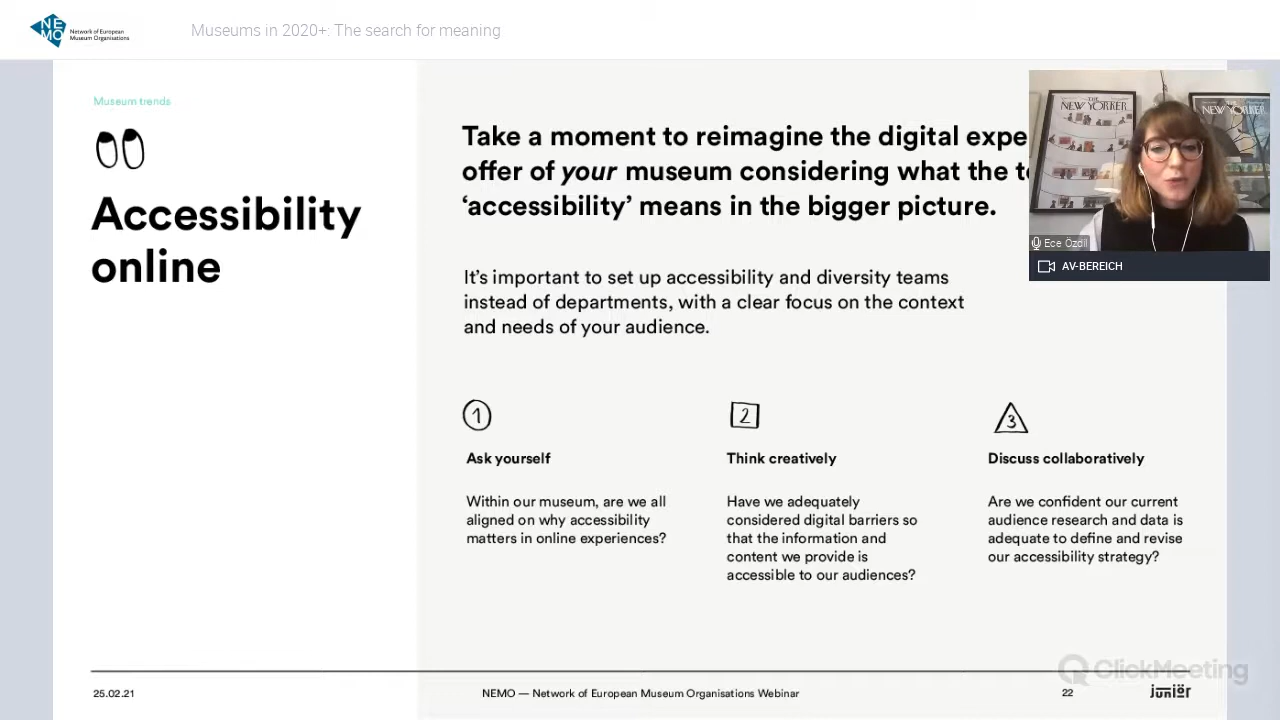 NE
MO
Network of European
Museum Organisations
Museums in 2020+: The search for meaning
Museum trends
Accessibility
online
Take a moment to reimagine the digital expe
offer of your museum considering what the
‘accessibility’ means in the bigger picture.
It’s important to set up accessibility and diversity teams
instead of departments, with a clear focus on the context
and needs of your audience.
1
Ask yourself
Within our museum, are we all
aligned on why accessibility
matters in online experiences?
2
Think creatively
Have we adequately
considered digital barriers so
that the information and
content we provide is
accessible to our audiences?
3
Discuss collaboratively
Are we confident our current
audience research and data is
adequate to define and revise
our accessibility strategy?
THE
NEW YORKER
THE
NEW YORKER
Ece Özdil
AV-BEREICH
ClickMeeting
25.02.21
NEMO — Network of European Museum Organisations Webinar
22
juniör